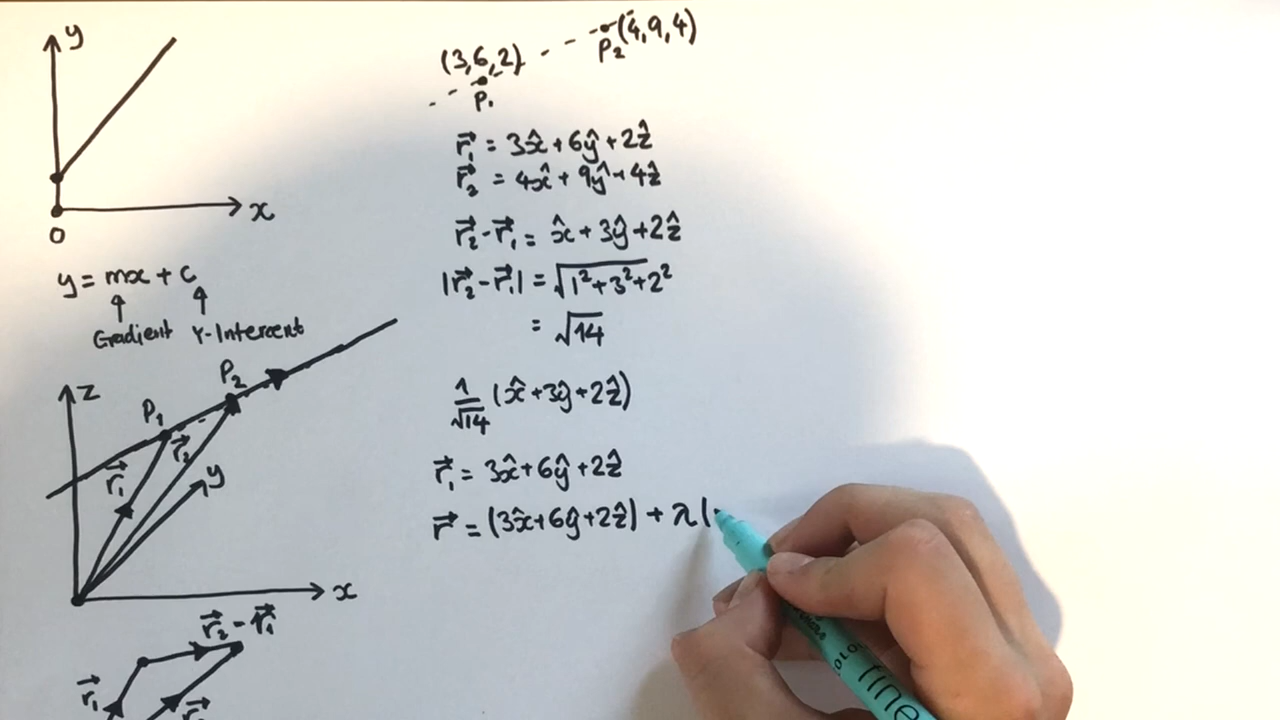 y
x
0
y = mx + c
Gradient Y-Intercent
z
P₂
P₁
r⃗₁
r⃗₂
y
x
r⃗₂ - r⃗₁
r⃗₁
(3,6,2)
P₁
P₂ (4,9,4)
r⃗₁ = 3x̂ + 6ŷ + 2ẑ
r⃗₂ = 4x̂ + 9ŷ + 4ẑ
r⃗₂ - r⃗₁ = x̂ + 3ŷ + 2ẑ
|r⃗₂ - r⃗₁| = √1² + 3² + 2²
= √14
1/√14 (x̂ + 3ŷ + 2ẑ)
r⃗₁ = 3x̂ + 6ŷ + 2ẑ
r⃗ = (3x̂ + 6ŷ + 2ẑ) + λ(
fine